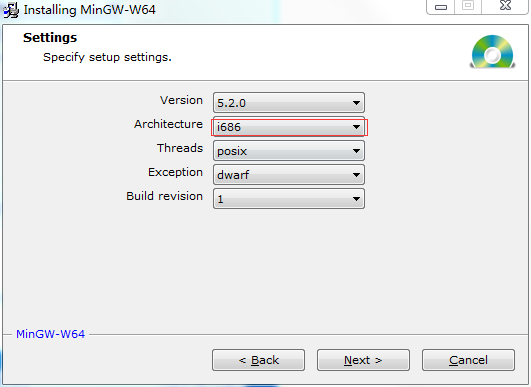 Installing MinGW-W64
Settings
Specify setup settings.
Version 5.2.0
Architecture i686
Threads posix
Exception dwarf
Build revision 1
MinGW-W64
< Back Next > Cancel